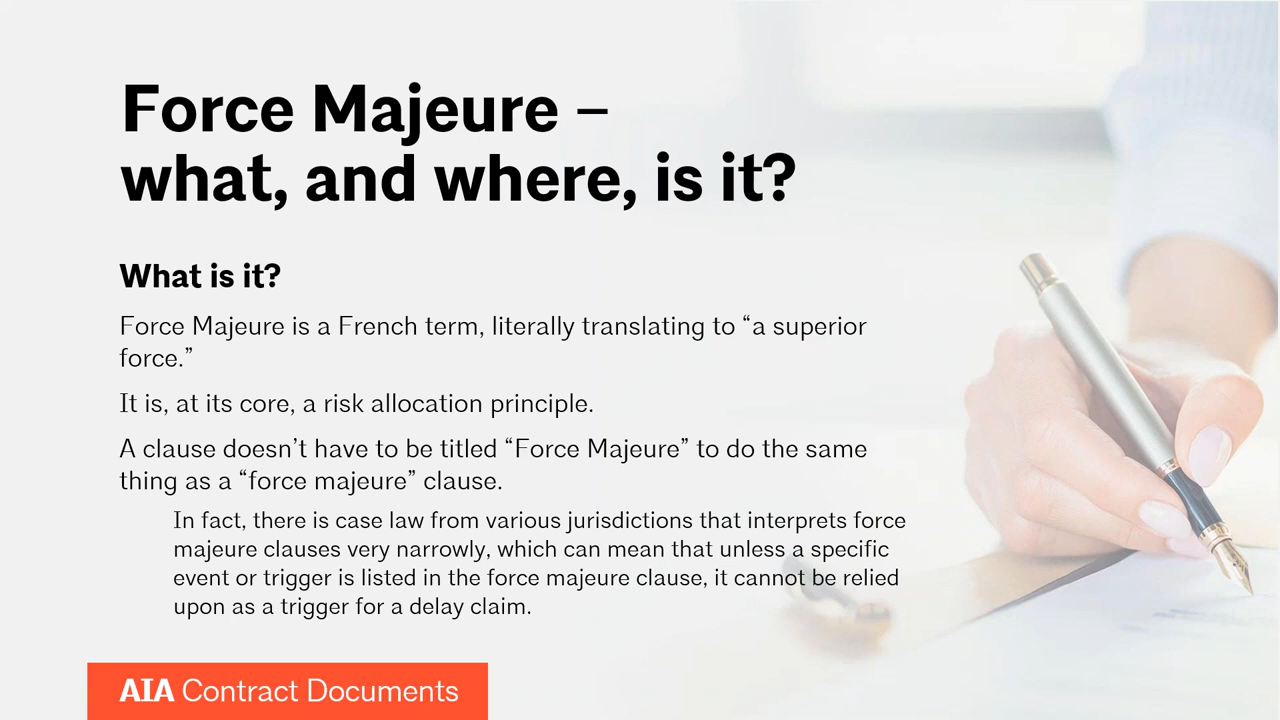 Force Majeure –
what, and where, is it?
What is it?
Force Majeure is a French term, literally translating to “a superior
force.”
It is, at its core, a risk allocation principle.
A clause doesn’t have to be titled “Force Majeure” to do the same
thing as a “force majeure” clause.
In fact, there is case law from various jurisdictions that interprets force
majeure clauses very narrowly, which can mean that unless a specific
event or trigger is listed in the force majeure clause, it cannot be relied
upon as a trigger for a delay claim.
AIA Contract Documents